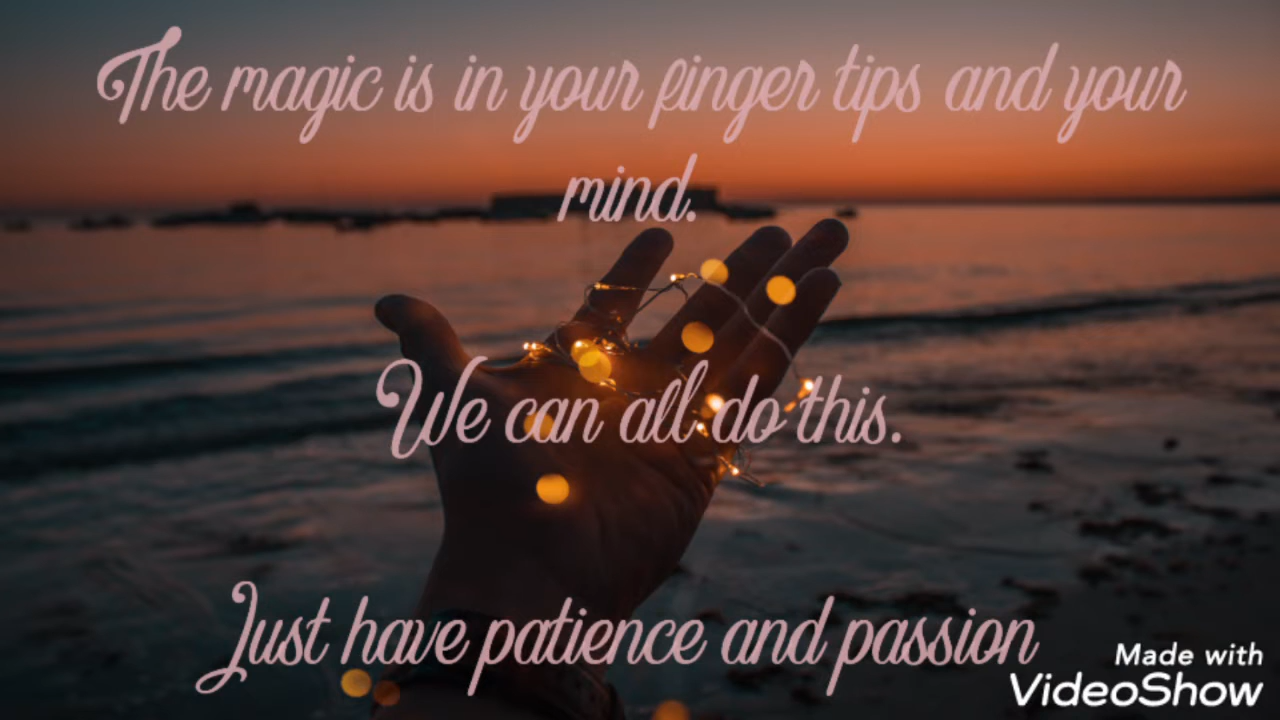 The magic is in your finger tips and your
mind.
We can all do this.
Just have patience and passion
Made with
VideoShow